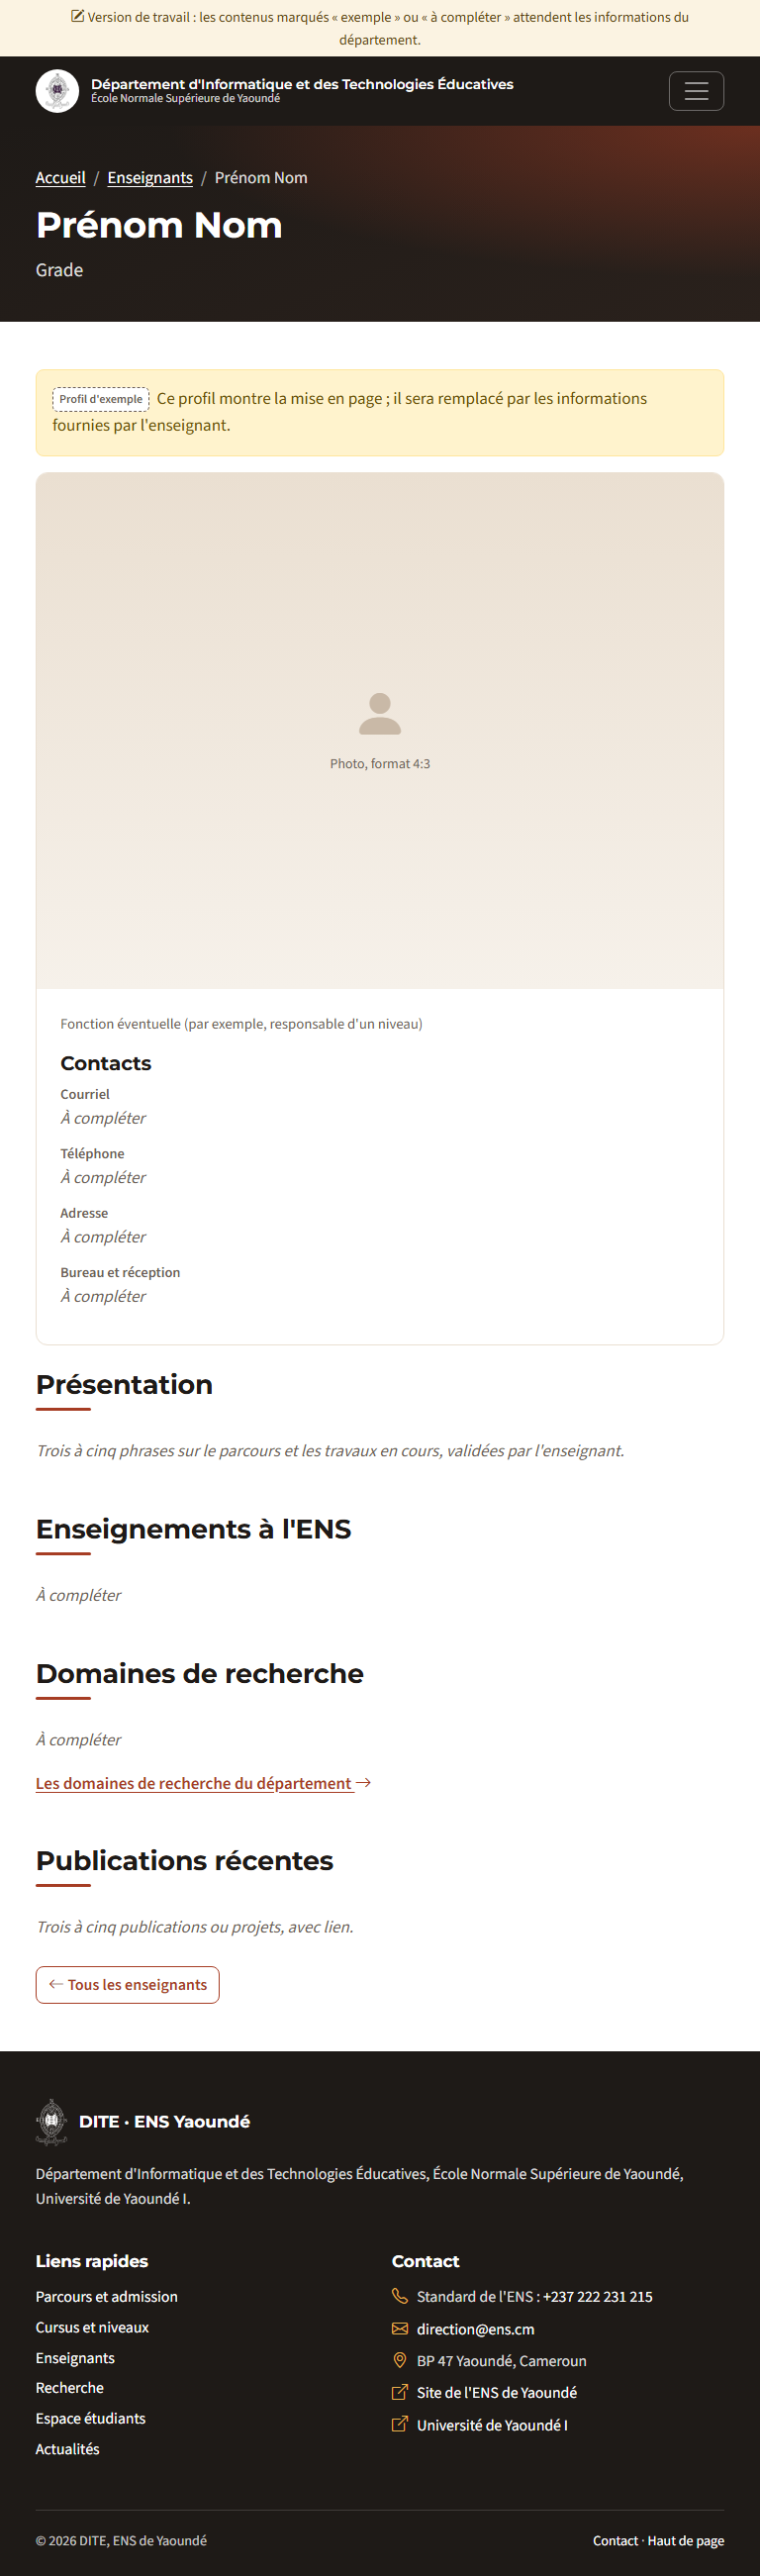 Version de travail : les contenus marqués « exemple » ou « à compléter » attendent les informations du
département.
Département d'Informatique et des Technologies Éducatives
École Normale Supérieure de Yaoundé
Accueil / Enseignants / Prénom Nom
Prénom Nom
Grade
Profil d'exemple Ce profil montre la mise en page ; il sera remplacé par les informations
fournies par l'enseignant.
Photo, format 4:3
Fonction éventuelle (par exemple, responsable d'un niveau)
Contacts
Courriel
À compléter
Téléphone
À compléter
Adresse
À compléter
Bureau et réception
À compléter
Présentation
Trois à cinq phrases sur le parcours et les travaux en cours, validées par l'enseignant.
Enseignements à l'ENS
À compléter
Domaines de recherche
À compléter
Les domaines de recherche du département →
Publications récentes
Trois à cinq publications ou projets, avec lien.
← Tous les enseignants
DITE · ENS Yaoundé
Département d'Informatique et des Technologies Éducatives, École Normale Supérieure de Yaoundé,
Université de Yaoundé I.
Liens rapides
Parcours et admission
Cursus et niveaux
Enseignants
Recherche
Espace étudiants
Actualités
Contact
Standard de l'ENS : +237 222 231 215
direction@ens.cm
BP 47 Yaoundé, Cameroun
Site de l'ENS de Yaoundé
Université de Yaoundé I
© 2026 DITE, ENS de Yaoundé
Contact · Haut de page